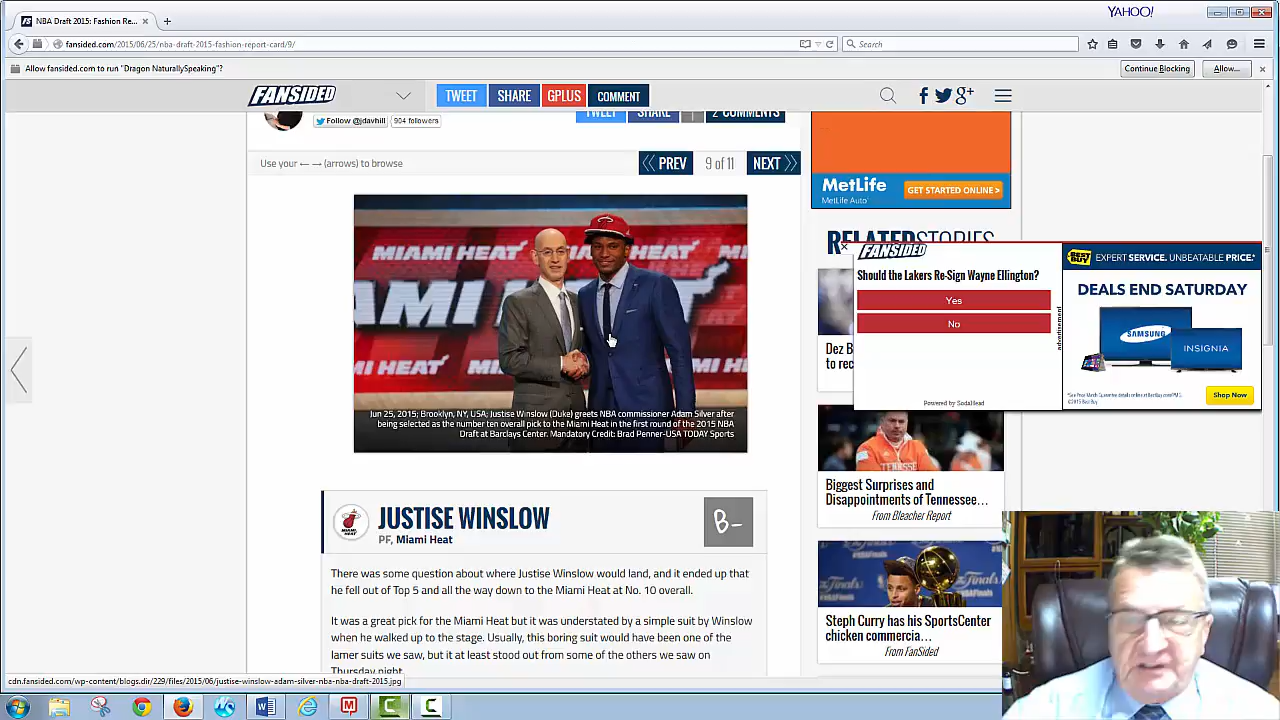 YAHOO!
NBA Draft 2015: Fashion Re...
fansided.com/2015/06/25/nba-draft-2015-fashion-report-card/9/
Search
Allow fansided.com to run "Dragon NaturallySpeaking"?
Continue Blocking
Allow...
FANSIDED
TWEET
SHARE
GPLUS
COMMENT
Follow @jdavhill
904 followers
TWEET
SHARE
2 COMMENTS
Use your ← → (arrows) to browse
PREV
9 of 11
NEXT
MetLife
MetLife Auto
GET STARTED ONLINE >
RELATED STORIES
MIAMI HEAT
MIAMI HEAT
Jun 25, 2015; Brooklyn, NY, USA; Justise Winslow (Duke) greets NBA commissioner Adam Silver after
being selected as the number ten overall pick to the Miami Heat in the first round of the 2015 NBA
Draft at Barclays Center. Mandatory Credit: Brad Penner-USA TODAY Sports
FANSIDED
Should the Lakers Re-Sign Wayne Ellington?
Yes
No
Powered by SodaHead
advertisement
BEST BUY
EXPERT SERVICE. UNBEATABLE PRICE.*
DEALS END SATURDAY
SAMSUNG
INSIGNIA
©2015 Best Buy
Shop Now
Dez B
to rec
JUSTISE WINSLOW
PF, Miami Heat
B-
There was some question about where Justise Winslow would land, and it ended up that
he fell out of Top 5 and all the way down to the Miami Heat at No. 10 overall.
It was a great pick for the Miami Heat but it was understated by a simple suit by Winslow
when he walked up to the stage. Usually, this boring suit would have been one of the
lamer suits we saw, but it at least stood out from some of the others we saw on
Thursday night.
Biggest Surprises and
Disappointments of Tennessee...
From Bleacher Report
Steph Curry has his SportsCenter
chicken commercia...
From FanSided
cdn.fansided.com/wp-content/blogs.dir/229/files/2015/06/justise-winslow-adam-silver-nba-draft-2015.jpg